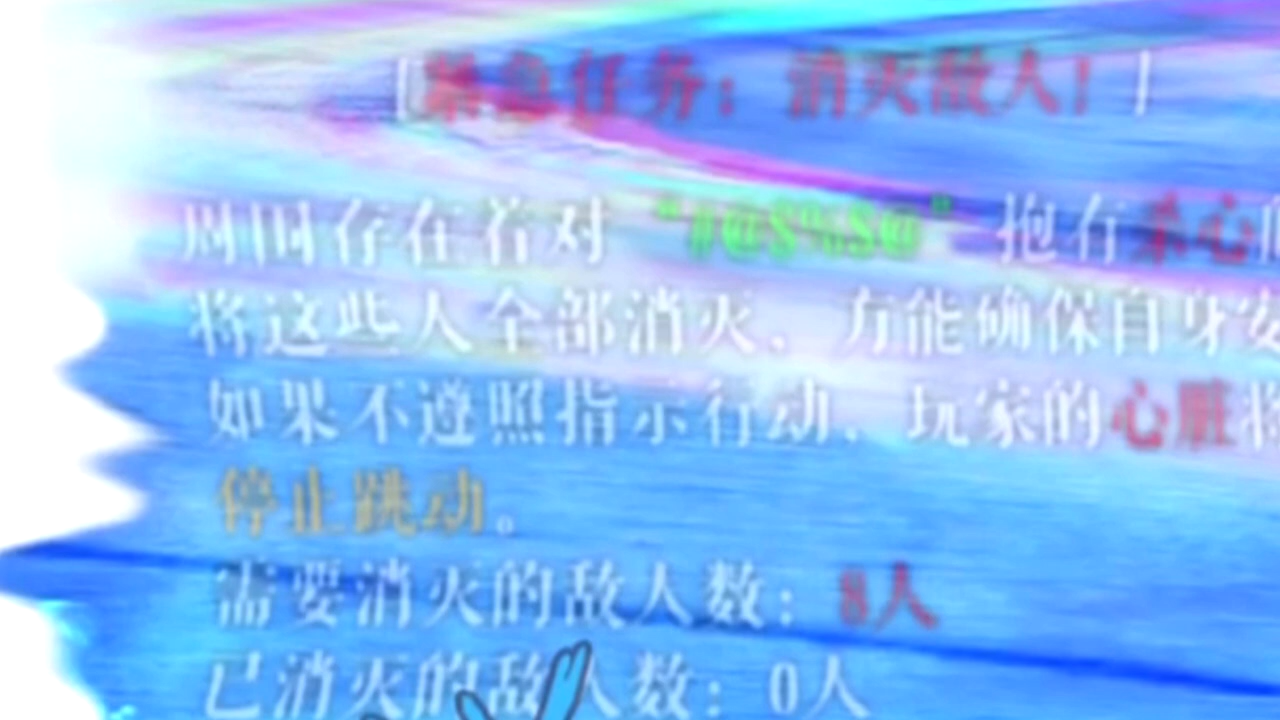 [紧急任务：消灭敌人！]
周围存在着对“#@$%$@”抱有杀心
将这些人全部消灭，方能确保自身安
如果不遵照指示行动，玩家的心脏将
停止跳动。
需要消灭的敌人数：8人
已消灭的敌人数：0人